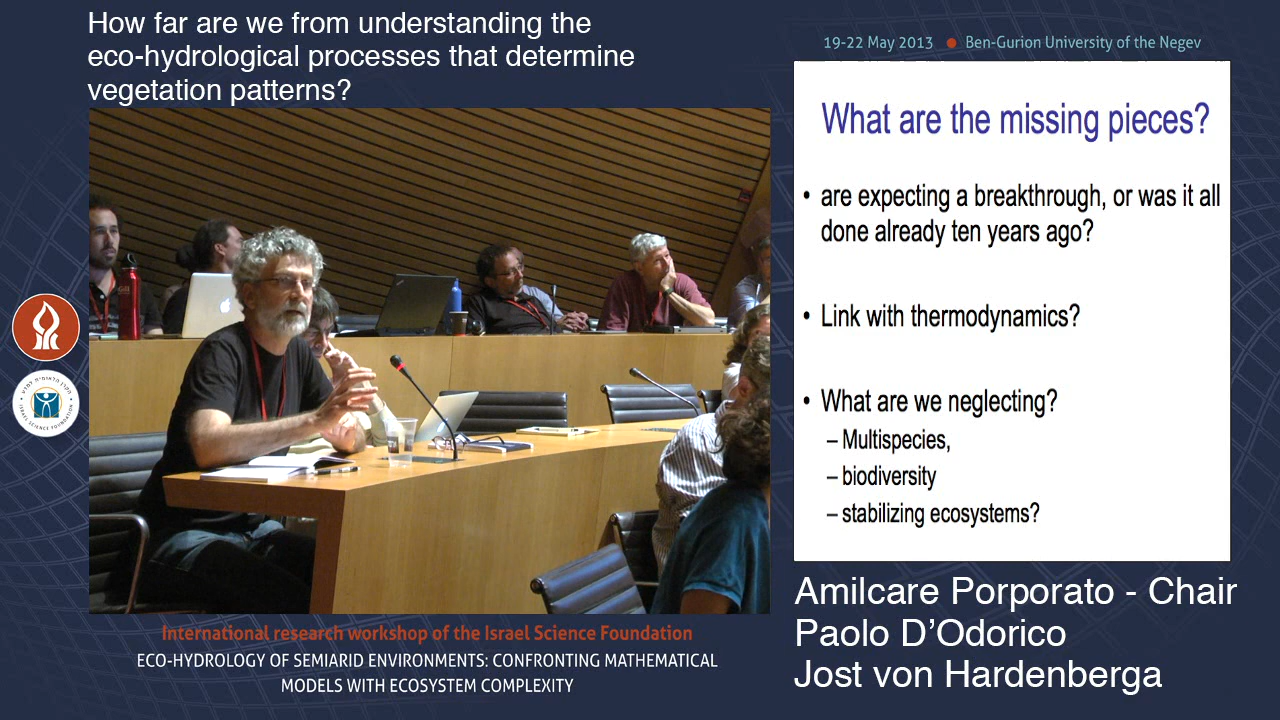 How far are we from understanding the
eco-hydrological processes that determine
vegetation patterns?
19-22 May 2013 ● Ben-Gurion University of the Negev
What are the missing pieces?
• are expecting a breakthrough, or was it all
done already ten years ago?
• Link with thermodynamics?
• What are we neglecting?
– Multispecies,
– biodiversity
– stabilizing ecosystems?
ISRAEL SCIENCE FOUNDATION
International research workshop of the Israel Science Foundation
ECO-HYDROLOGY OF SEMIARID ENVIRONMENTS: CONFRONTING MATHEMATICAL
MODELS WITH ECOSYSTEM COMPLEXITY
Amilcare Porporato - Chair
Paolo D’Odorico
Jost von Hardenberga